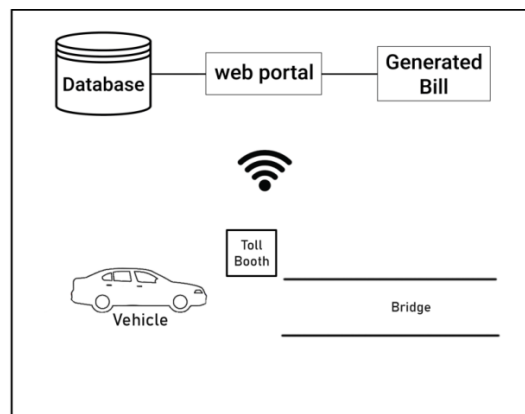 Database
web portal
Generated
Bill
Toll
Booth
Vehicle
Bridge